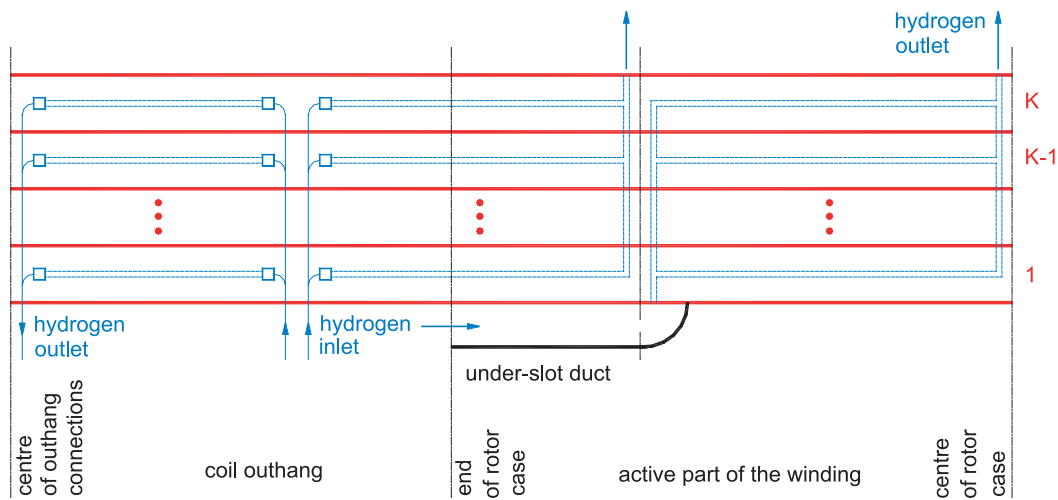 hydrogen
outlet
K
K-1
1
hydrogen
outlet
hydrogen
inlet
under-slot duct
centre
of outhang
connections
coil outhang
end
of rotor
case
active part of the winding
centre
of rotor
case